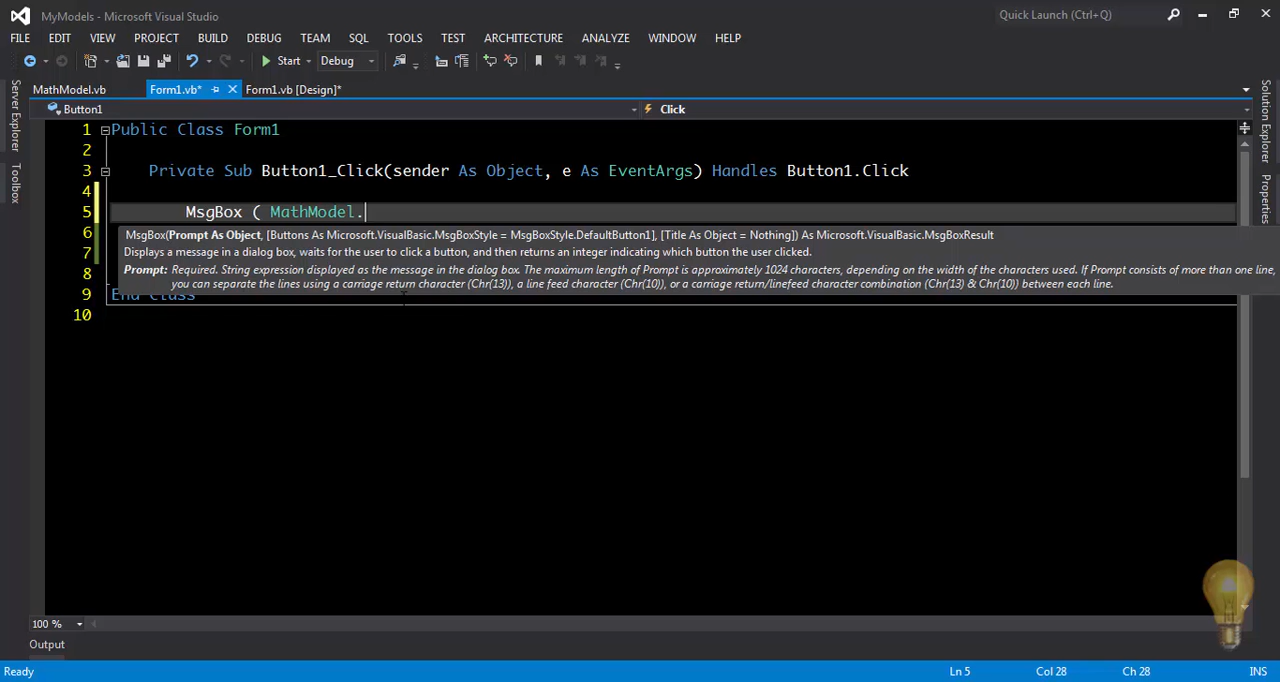 MyModels - Microsoft Visual Studio
Quick Launch (Ctrl+Q)
FILE EDIT VIEW PROJECT BUILD DEBUG TEAM SQL TOOLS TEST ARCHITECTURE ANALYZE WINDOW HELP
Start Debug
MathModel.vb Form1.vb* Form1.vb [Design]*
Button1 Click
Server Explorer
Toolbox
Solution Explorer
Properties
1 Public Class Form1
2
3 Private Sub Button1_Click(sender As Object, e As EventArgs) Handles Button1.Click
4
5 MsgBox ( MathModel.
6 MsgBox(Prompt As Object, [Buttons As Microsoft.VisualBasic.MsgBoxStyle = MsgBoxStyle.DefaultButton1], [Title As Object = Nothing]) As Microsoft.VisualBasic.MsgBoxResult
7 Displays a message in a dialog box, waits for the user to click a button, and then returns an integer indicating which button the user clicked.
8 Prompt: Required. String expression displayed as the message in the dialog box. The maximum length of Prompt is approximately 1024 characters, depending on the width of the characters used. If Prompt consists of more than one line,
you can separate the lines using a carriage return character (Chr(13)), a line feed character (Chr(10)), or a carriage return/linefeed character combination (Chr(13) & Chr(10)) between each line.
9 End Class
10
100 %
Output
Ready Ln 5 Col 28 Ch 28 INS